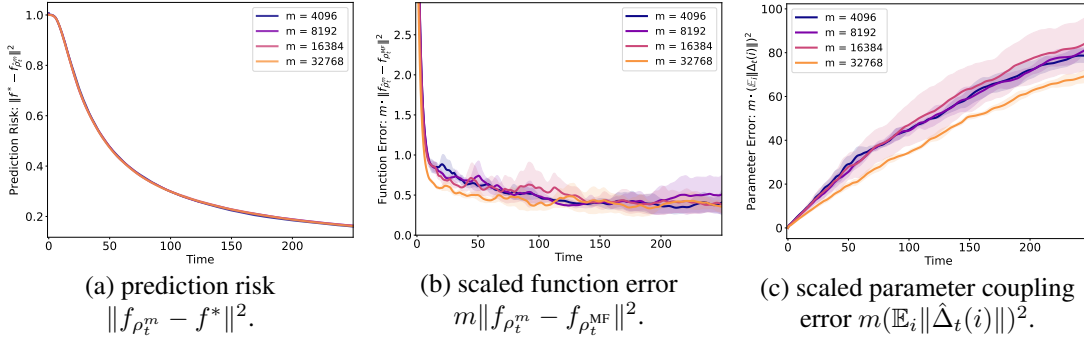 Prediction Risk: ‖f* − f_{ρ_t^m}‖²
1.0
0.8
0.6
0.4
0.2
m = 4096
m = 8192
m = 16384
m = 32768
0 50 100 150 200
Time
(a) prediction risk
‖f_{ρ_t^m} − f*‖².
Function Error: m · ‖f_{ρ_t^m} − f_{ρ_t^{MF}}‖²
2.5
2.0
1.5
1.0
0.5
0.0
m = 4096
m = 8192
m = 16384
m = 32768
0 50 100 150 200
Time
(b) scaled function error
m‖f_{ρ_t^m} − f_{ρ_t^{MF}}‖².
Parameter Error: m · (𝔼_i‖Δ_t(i)‖)²
100
80
60
40
20
0
m = 4096
m = 8192
m = 16384
m = 32768
0 50 100 150 200
Time
(c) scaled parameter coupling
error m(𝔼_i‖Δ̂_t(i)‖)².